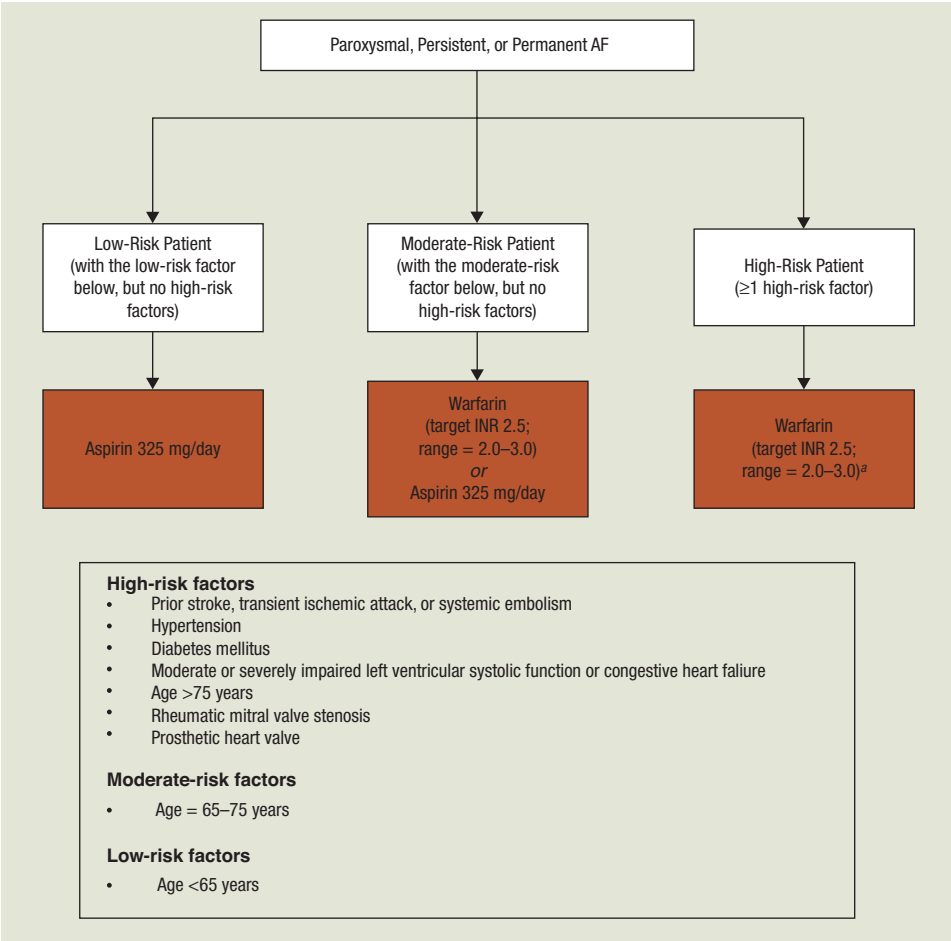 Paroxysmal, Persistent, or Permanent AF
Low-Risk Patient
(with the low-risk factor
below, but no high-risk
factors)
Moderate-Risk Patient
(with the moderate-risk
factor below, but no
high-risk factors)
High-Risk Patient
(≥1 high-risk factor)
Aspirin 325 mg/day
Warfarin
(target INR 2.5;
range = 2.0–3.0)
or
Aspirin 325 mg/day
Warfarin
(target INR 2.5;
range = 2.0–3.0)a
High-risk factors
• Prior stroke, transient ischemic attack, or systemic embolism
• Hypertension
• Diabetes mellitus
• Moderate or severely impaired left ventricular systolic function or congestive heart faliure
• Age >75 years
• Rheumatic mitral valve stenosis
• Prosthetic heart valve
Moderate-risk factors
• Age = 65–75 years
Low-risk factors
• Age <65 years